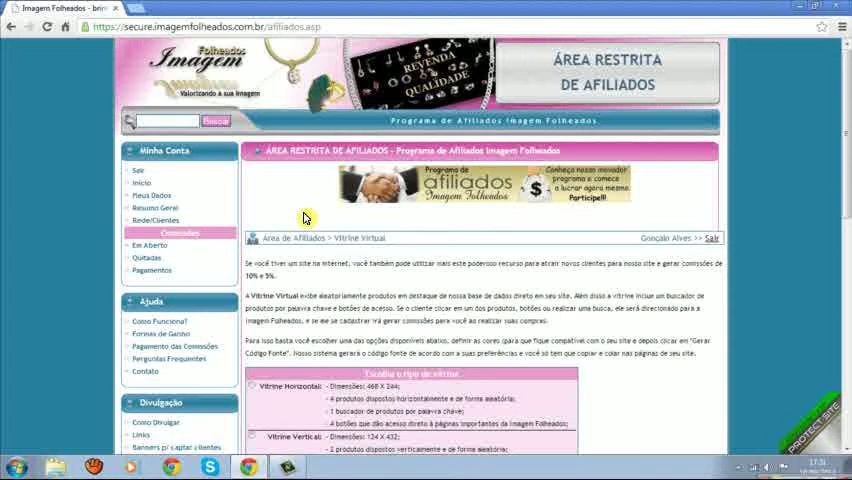 Imagem Folheados - brin
https://secure.imagemfolheados.com.br/afiliados.asp
Folheados
Imagem
Valorizando a sua imagem
REVENDA
QUALIDADE
ÁREA RESTRITA
DE AFILIADOS
Buscar
Programa de Afiliados Imagem Folheados
Minha Conta
Sair
Início
Meus Dados
Resumo Geral
Rede/Clientes
Comissões
Em Aberto
Quitadas
Pagamentos
Ajuda
Como Funciona?
Formas de Ganho
Pagamento das Comissões
Perguntas Frequentes
Contato
Divulgação
Como Divulgar
Links
Banners p/ captar clientes
ÁREA RESTRITA DE AFILIADOS - Programa de Afiliados Imagem Folheados
Programa de
afiliados
Imagem Folheados
Conheça nosso inovador
programa e comece
a lucrar agora mesmo.
Participe!!!
Área de Afiliados > Vitrine Virtual
Gonçalo Alves >> Sair
Se você tiver um site na internet, você também pode utilizar mais este poderoso recurso para atrair novos clientes para nosso site e gerar comissões de
10% e 5%.
A Vitrine Virtual exibe aleatoriamente produtos em destaque de nossa base de dados direto em seu site. Além disso a vitrine inclue um buscador de
produtos por palavra chave e botões de acesso. Se o cliente clicar em um dos produtos, botões ou realizar uma busca, ele será direcionado para a
Imagem Folheados, e se ele se cadastrar irá gerar comissões para você ao realizar suas compras.
Para isso basta você escolher uma das opções disponíveis abaixo, definir as cores (para que fique compatível com o seu site e depois clicar em "Gerar
Código Fonte". Nosso sistema gerará o código fonte de acordo com a suas preferências e você só tem que copiar e colar nas páginas de seu site.
Escolha o tipo de vitrine
Vitrine Horizontal: - Dimensões: 468 X 244;
- 4 produtos dispostos horizontalmente e de forma aleatória;
- 1 buscador de produtos por palavra chave;
- 4 botões que dão acesso direto à páginas importantes da Imagem Folheados;
Vitrine Vertical: - Dimensões: 124 X 432;
- 2 produtos dispostos verticalmente e de forma aleatória;
PROTECT SITE
17:31